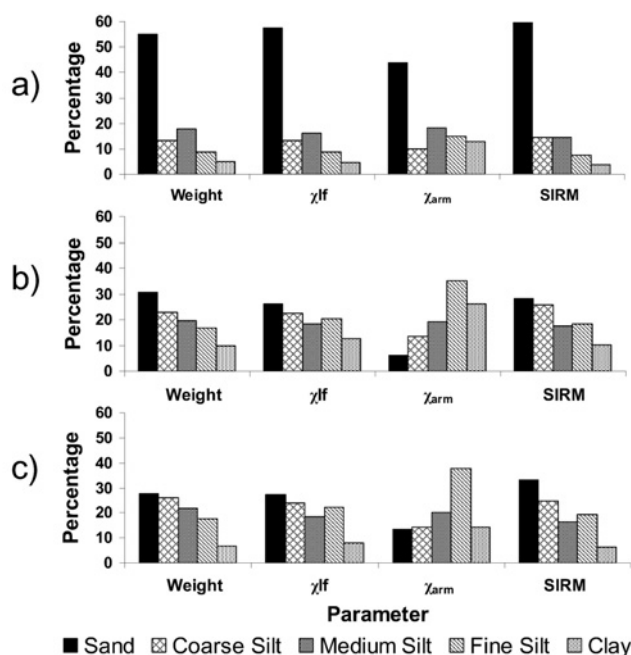 a)
Percentage
60
50
40
30
20
10
0
Weight χlf χarm SIRM
b)
Percentage
60
50
40
30
20
10
0
Weight χlf χarm SIRM
c)
Percentage
60
50
40
30
20
10
0
Weight χlf χarm SIRM
Parameter
Sand Coarse Silt Medium Silt Fine Silt Clay